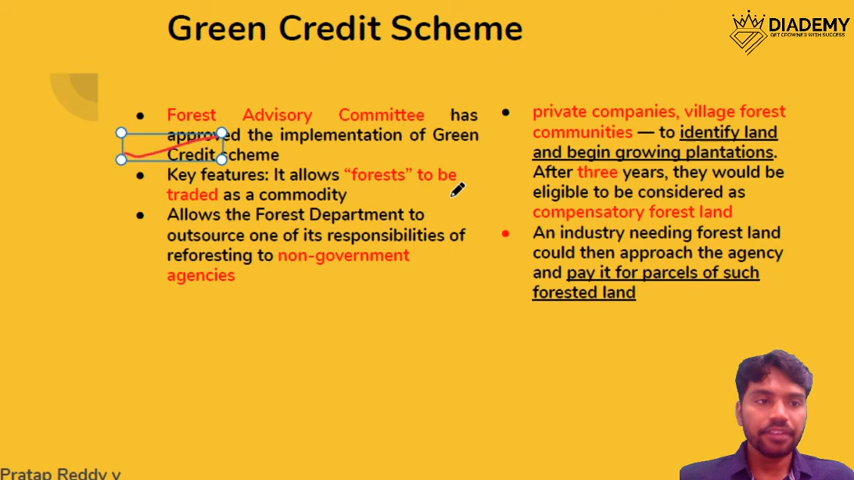 Green Credit Scheme
DIADEMY
GET CROWNED WITH SUCCESS
● Forest Advisory Committee has
approved the implementation of Green
Credit scheme
● Key features: It allows “forests” to be
traded as a commodity
● Allows the Forest Department to
outsource one of its responsibilities of
reforesting to non-government
agencies
● private companies, village forest
communities — to identify land
and begin growing plantations.
After three years, they would be
eligible to be considered as
compensatory forest land
● An industry needing forest land
could then approach the agency
and pay it for parcels of such
forested land
Pratap Reddy y